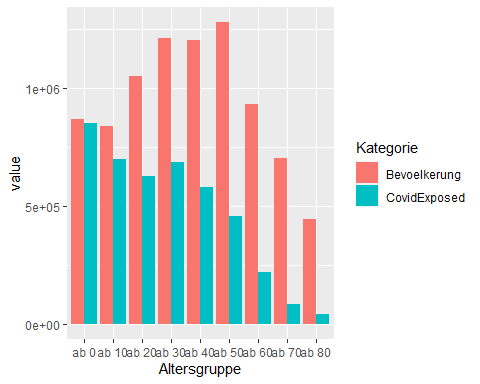 1e+06
5e+05
0e+00
value
ab 0 ab 10 ab 20 ab 30 ab 40 ab 50 ab 60 ab 70 ab 80
Altersgruppe
Kategorie
Bevoelkerung
CovidExposed